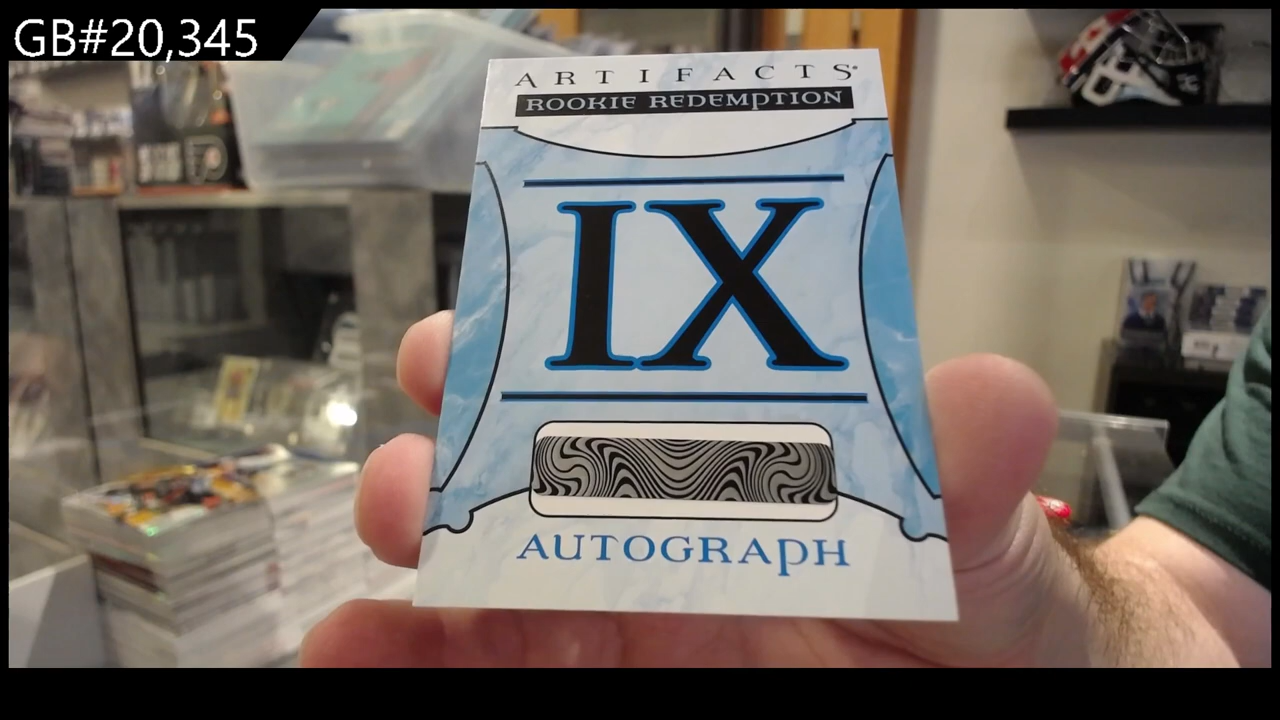 GB#20,345
ARTIFACTS
ROOKIE REDEMPTION
IX
AUTOGRAPH